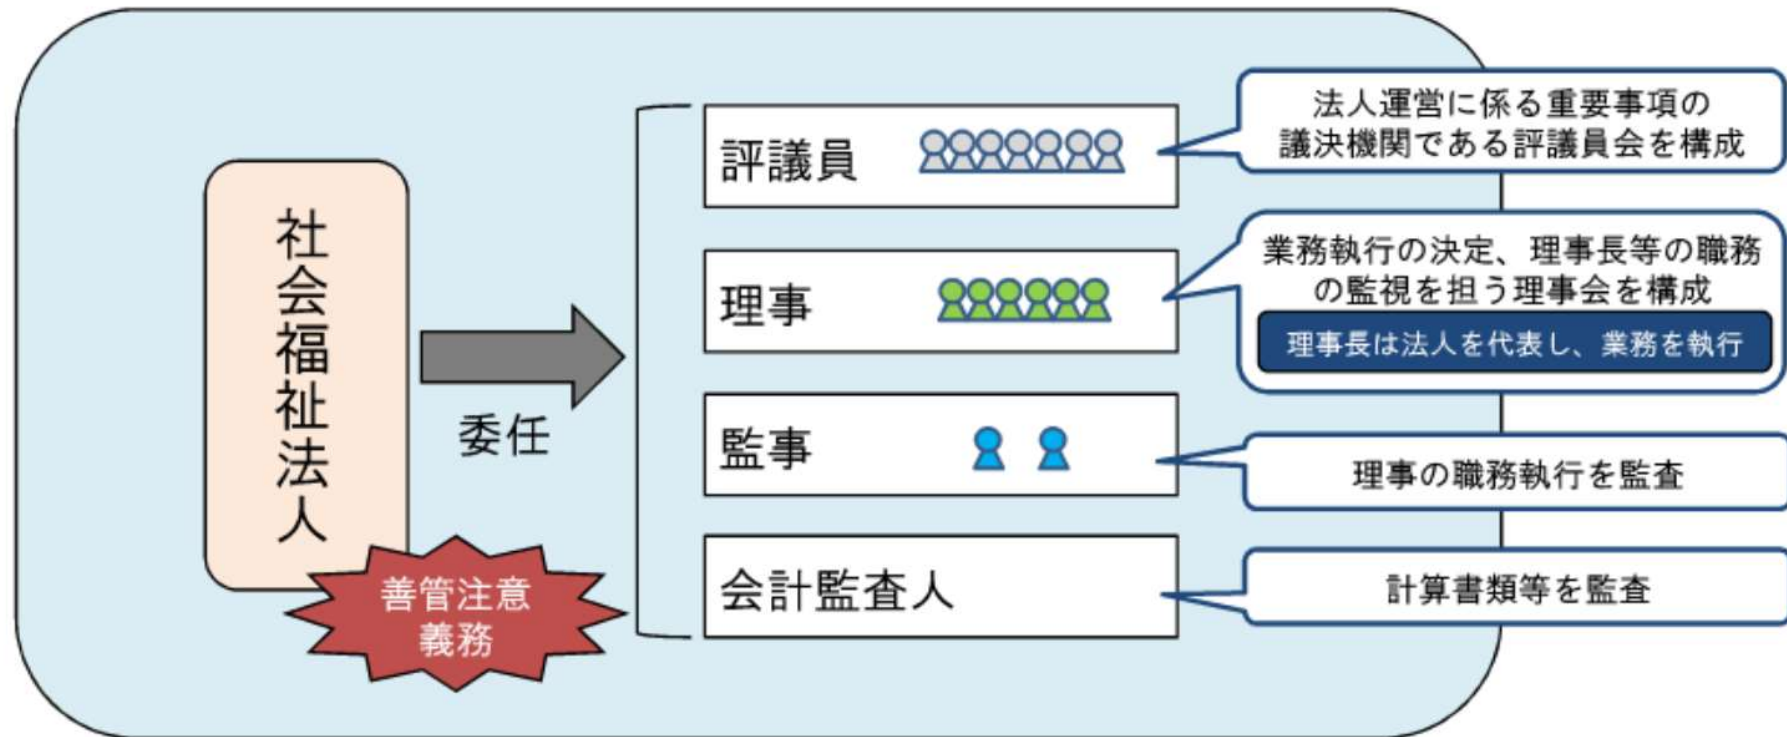 社会福祉法人
委任
善管注意
義務
評議員
法人運営に係る重要事項の
議決機関である評議員会を構成
理事
業務執行の決定、理事長等の職務
の監視を担う理事会を構成
理事長は法人を代表し、業務を執行
監事
理事の職務執行を監査
会計監査人
計算書類等を監査